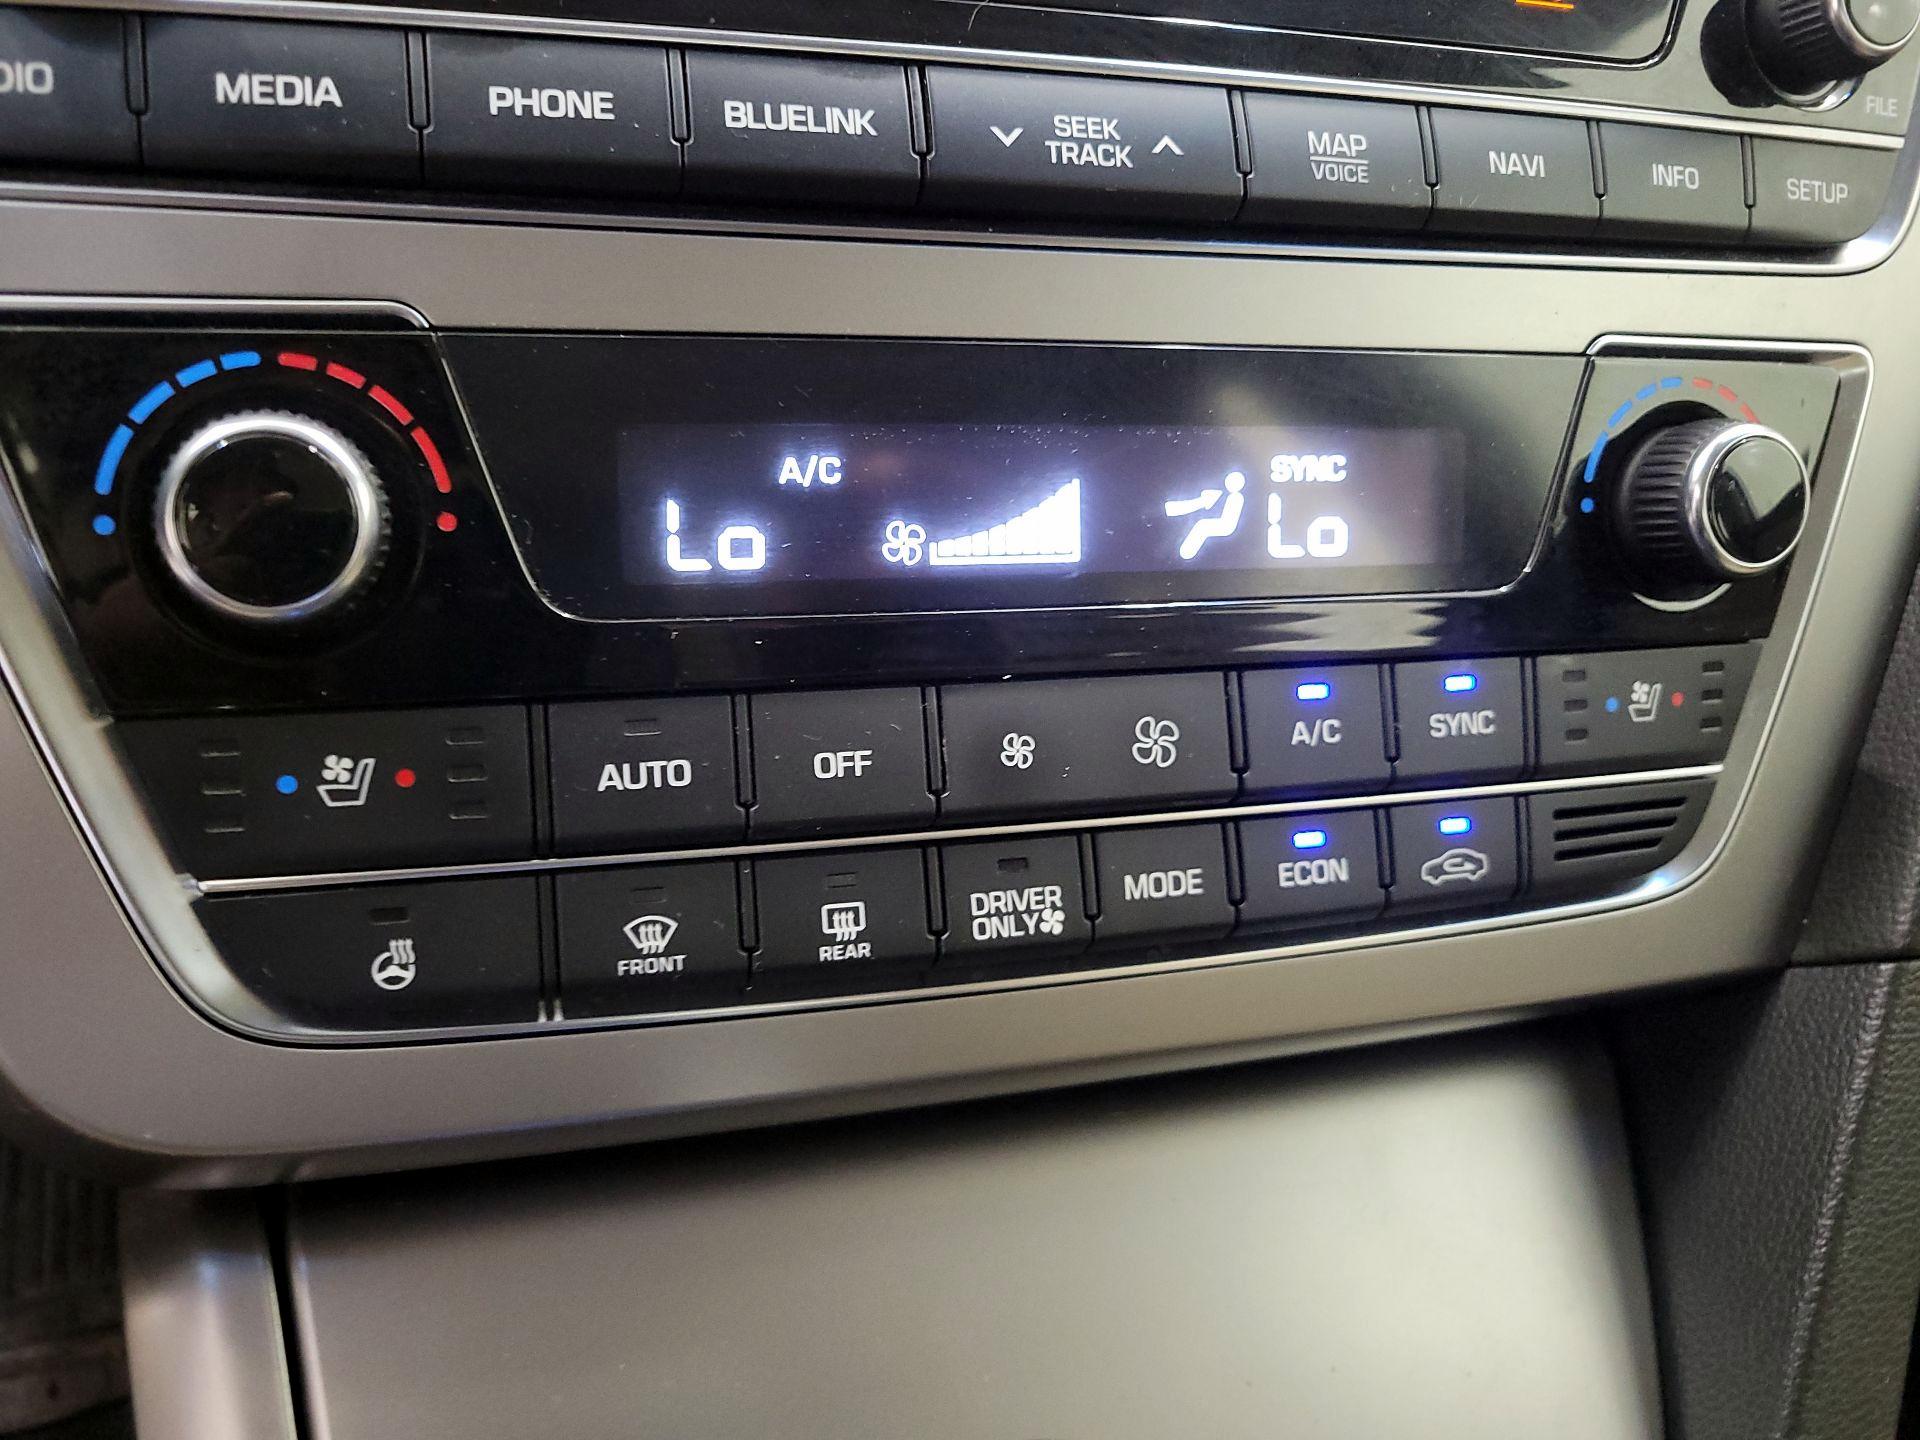 DIO
MEDIA
PHONE
BLUELINK
SEEK
TRACK
MAP
VOICE
NAVI
INFO
SETUP
FILE
A/C
Lo
SYNC
Lo
AUTO
OFF
A/C
SYNC
FRONT
REAR
DRIVER
ONLY
MODE
ECON